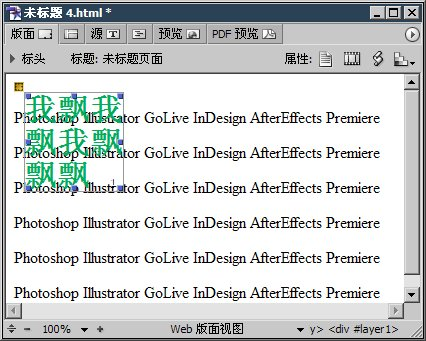 未标题 4.html *
版面 源 预览 PDF 预览
标头 标题: 未标题页面 属性:
我飘我
Photoshop Illustrator GoLive InDesign AfterEffects Premiere
飘我飘
Photoshop Illustrator GoLive InDesign AfterEffects Premiere
飘飘
1
Photoshop Illustrator GoLive InDesign AfterEffects Premiere
Photoshop Illustrator GoLive InDesign AfterEffects Premiere
Photoshop Illustrator GoLive InDesign AfterEffects Premiere
Photoshop Illustrator GoLive InDesign AfterEffects Premiere
- 100% + Web 版面视图 y> <div #layer1>